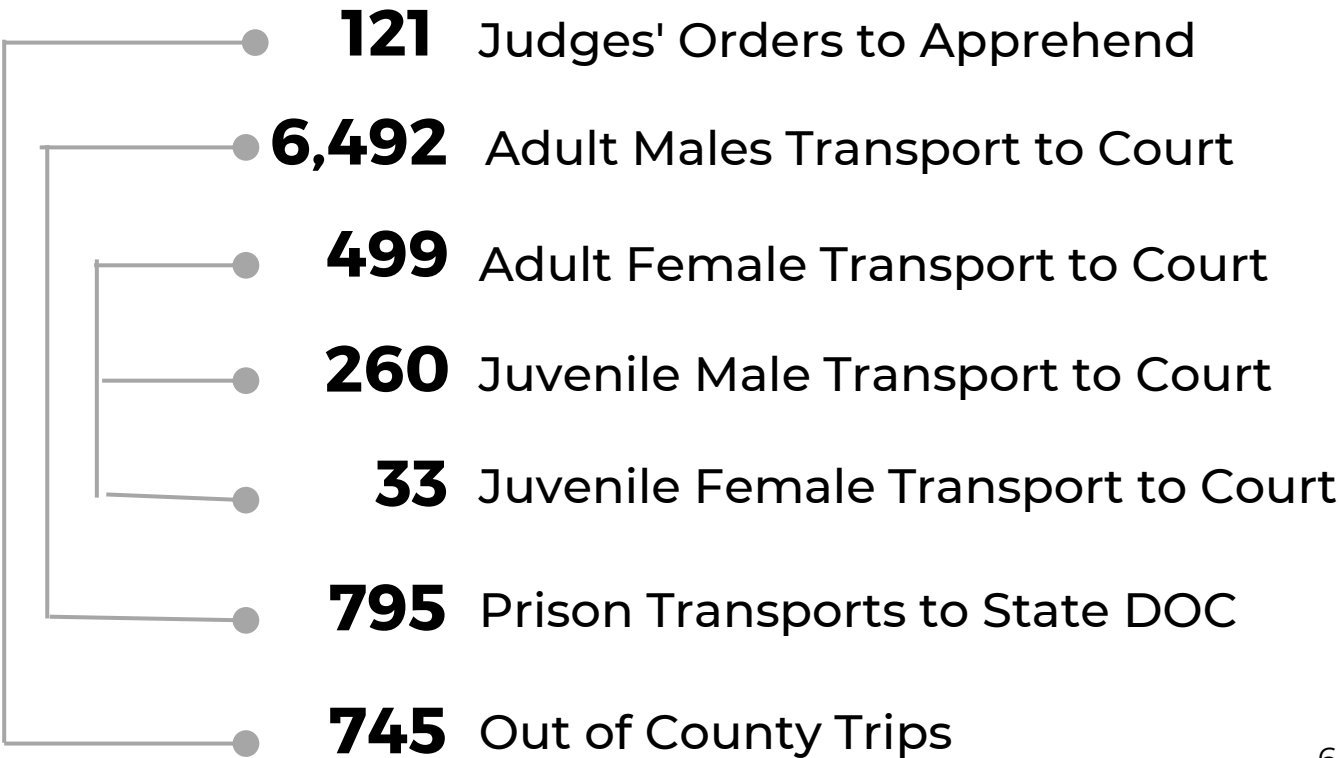 121 Judges' Orders to Apprehend
6,492 Adult Males Transport to Court
499 Adult Female Transport to Court
260 Juvenile Male Transport to Court
33 Juvenile Female Transport to Court
795 Prison Transports to State DOC
745 Out of County Trips